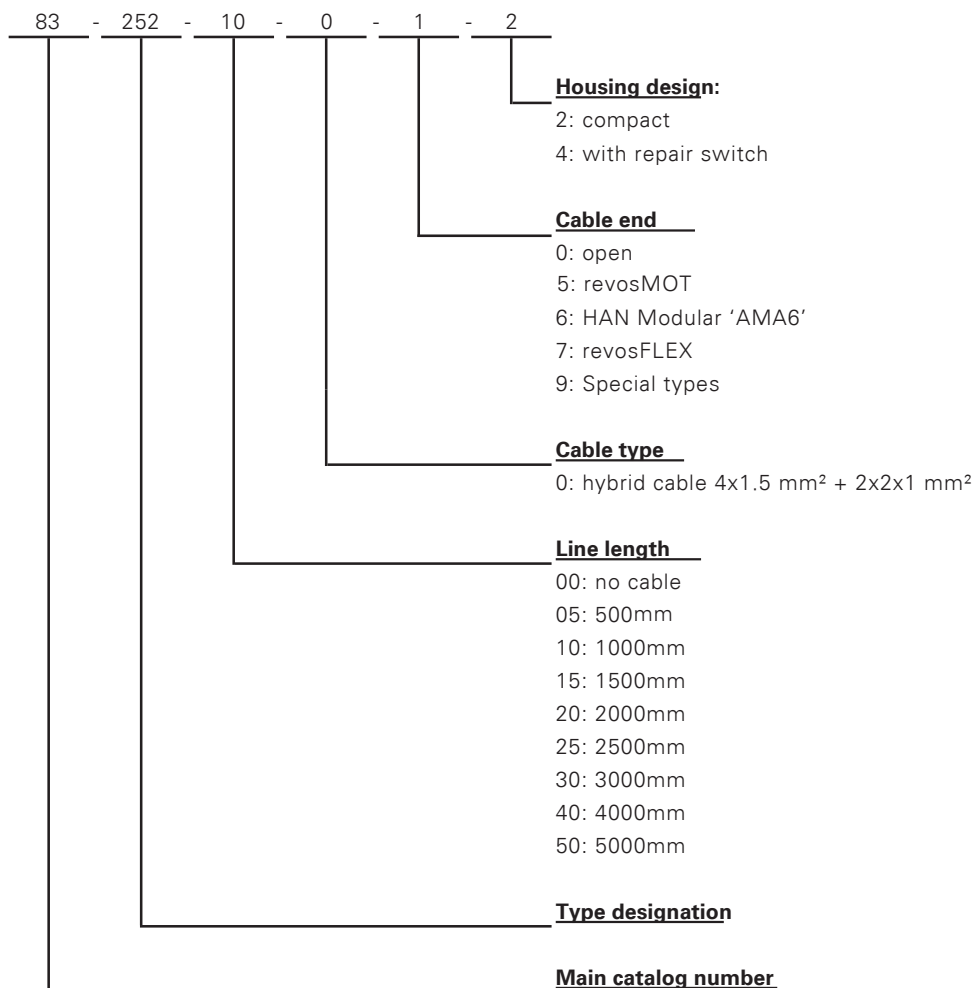 83 - 252 - 10 - 0 - 1 - 2
Housing design:
2: compact
4: with repair switch
Cable end
0: open
5: revosMOT
6: HAN Modular ‘AMA6’
7: revosFLEX
9: Special types
Cable type
0: hybrid cable 4x1.5 mm² + 2x2x1 mm²
Line length
00: no cable
05: 500mm
10: 1000mm
15: 1500mm
20: 2000mm
25: 2500mm
30: 3000mm
40: 4000mm
50: 5000mm
Type designation
Main catalog number